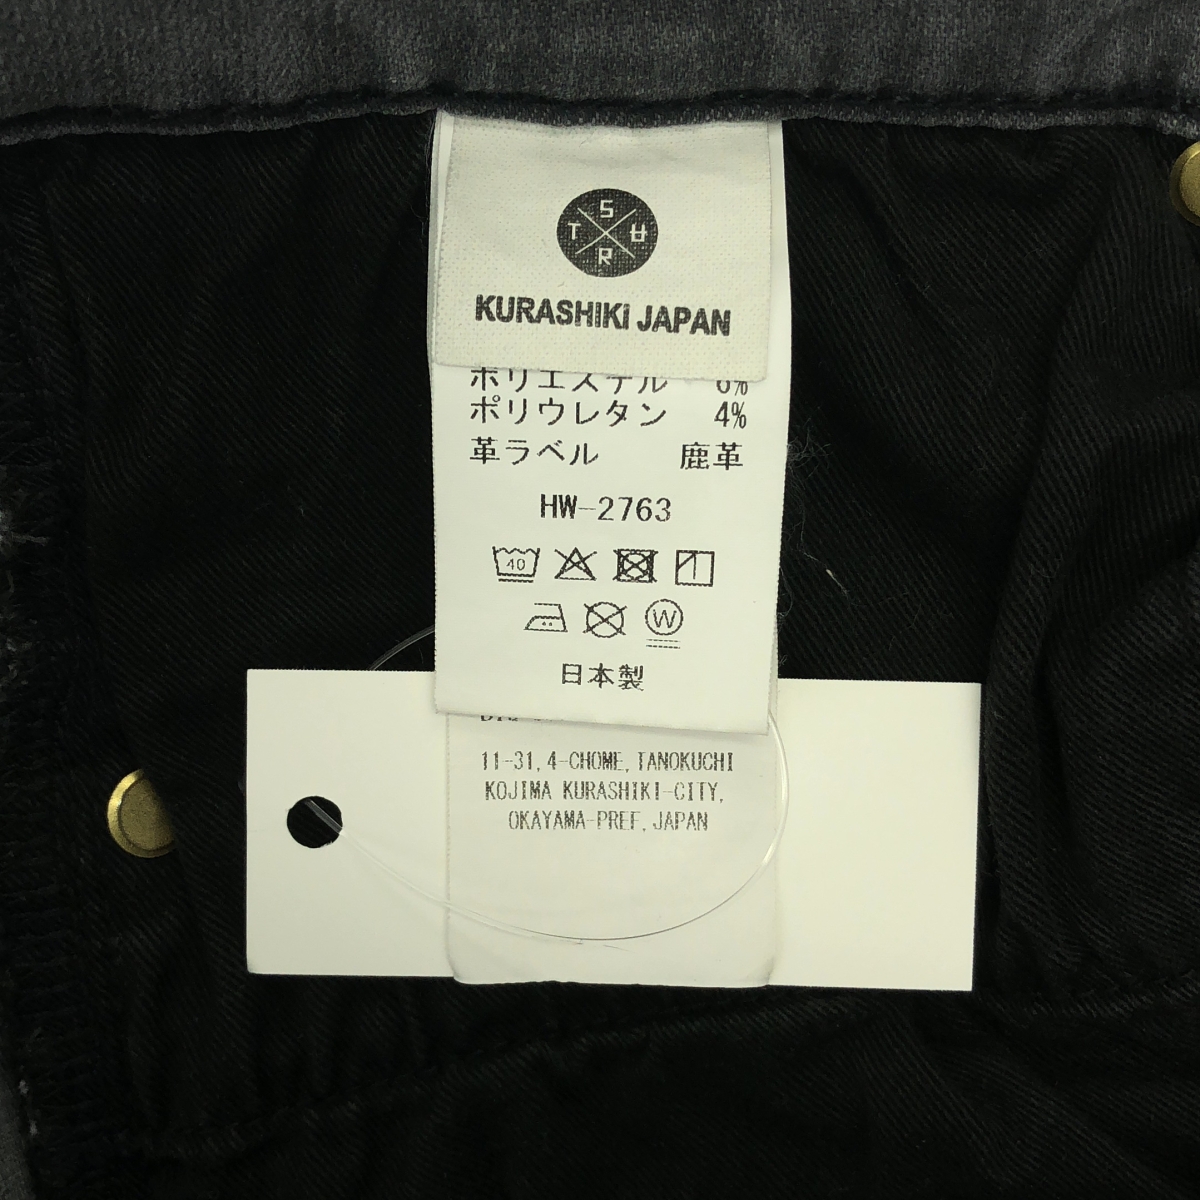 S
T U
R
KURASHIKI JAPAN
ポリエステル 6%
ポリウレタン 4%
革ラベル 鹿革
HW-2763
40
W
日本製
11-31, 4-CHOME, TANOKUCHI
KOJIMA KURASHIKI-CITY,
OKAYAMA-PREF, JAPAN